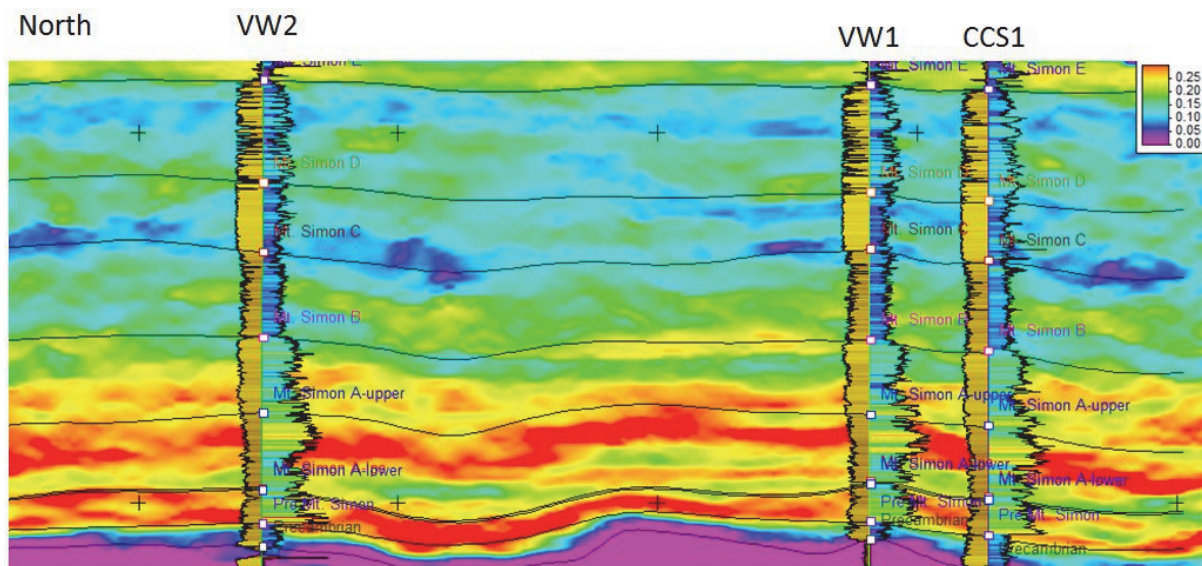 North
VW2
VW1
CCS1
Mt. Simon E
Mt. Simon D
Mt. Simon C
Mt. Simon B
Mt. Simon A-upper
Mt. Simon A-lower
Pre-Mt. Simon
Precambrian
Mt. Simon E
Mt. Simon D
Mt. Simon C
Mt. Simon B
Mt. Simon A-upper
Mt. Simon A-lower
Pre-Mt. Simon
Precambrian
Mt. Simon E
Mt. Simon D
Mt. Simon C
Mt. Simon B
Mt. Simon A-upper
Mt. Simon A-lower
Pre-Mt. Simon
Precambrian
0.25
0.20
0.15
0.10
0.05
0.00